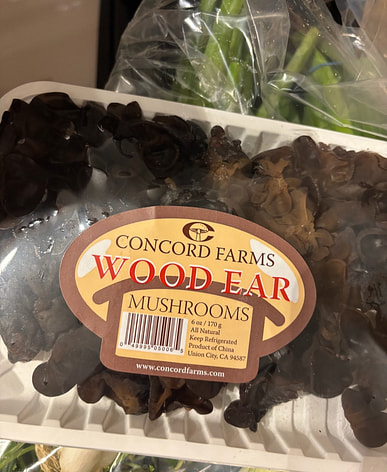 CONCORD FARMS
WOOD EAR
MUSHROOMS
6 oz / 170 g
All Natural
Keep Refrigerated
Product of China
Union City, CA 94587
www.concordfarms.com